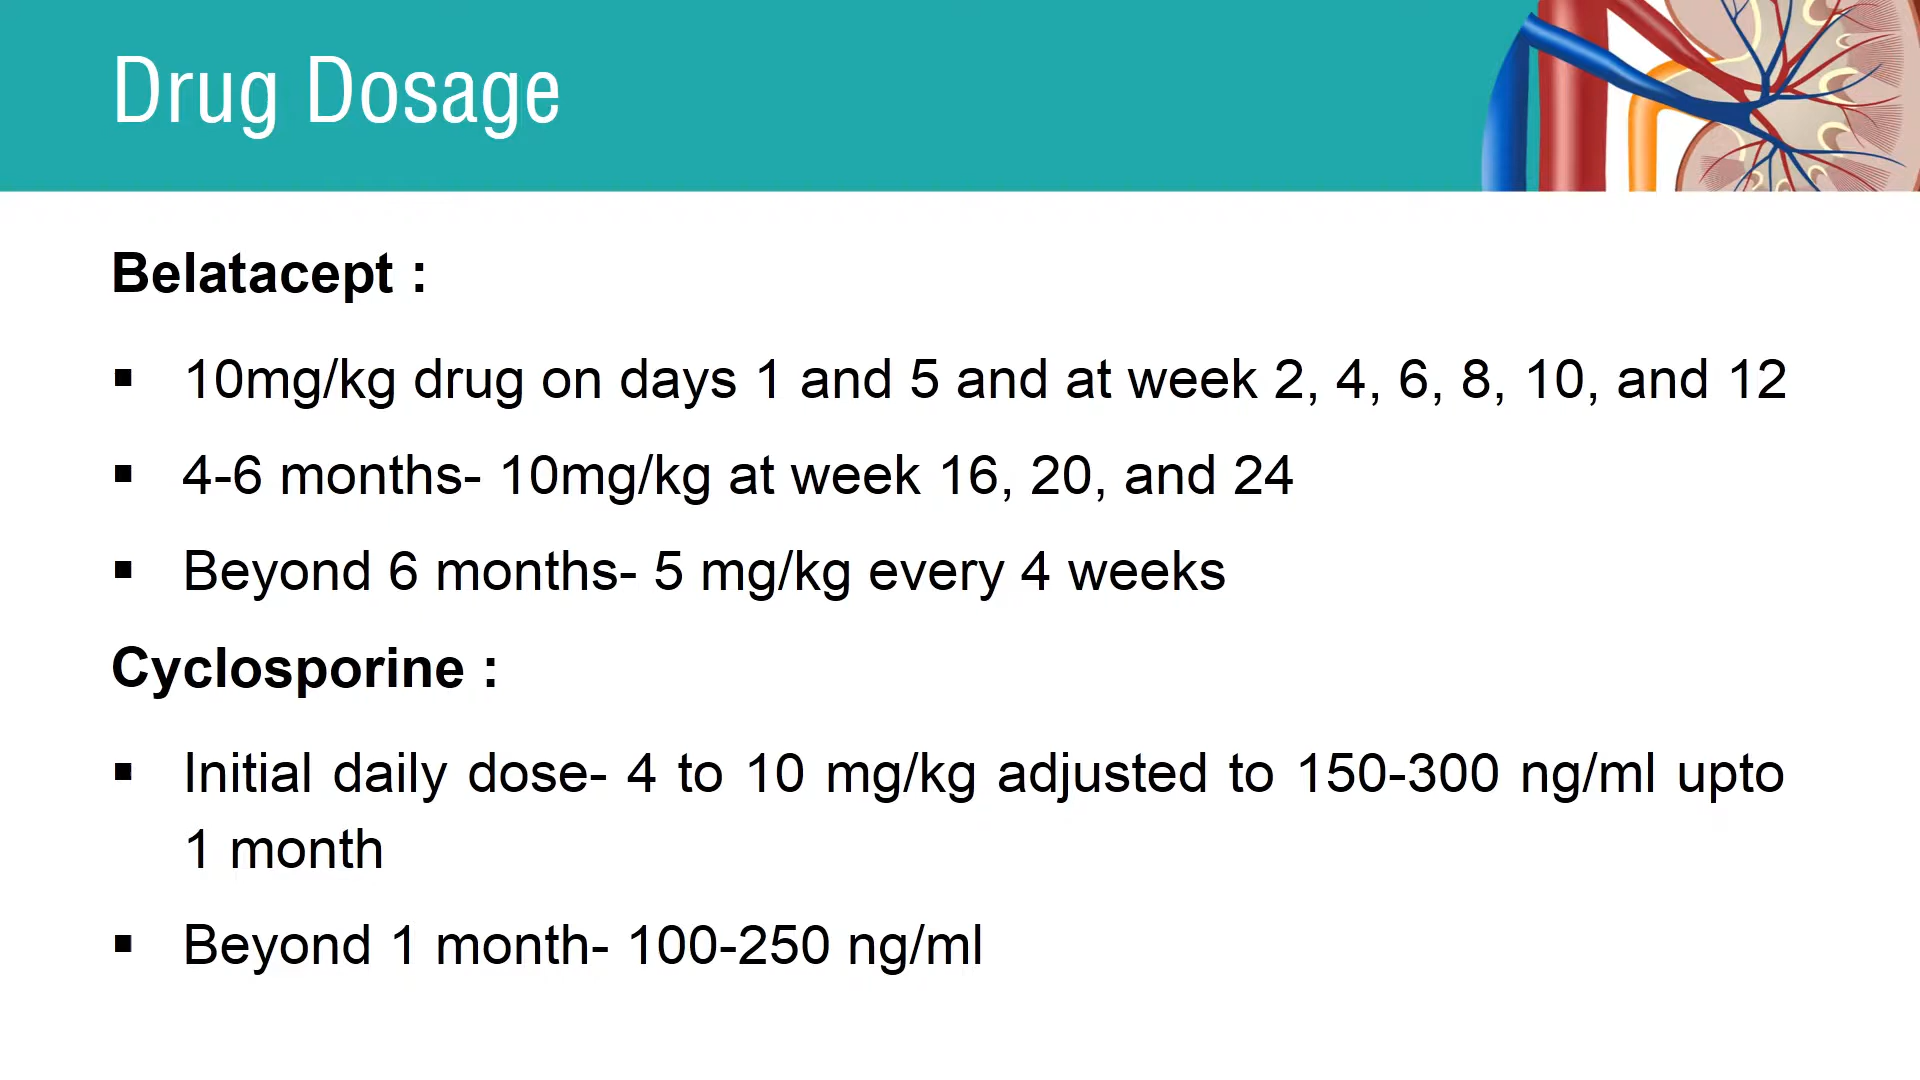 Drug Dosage
Belatacept :
▪ 10mg/kg drug on days 1 and 5 and at week 2, 4, 6, 8, 10, and 12
▪ 4-6 months- 10mg/kg at week 16, 20, and 24
▪ Beyond 6 months- 5 mg/kg every 4 weeks
Cyclosporine :
▪ Initial daily dose- 4 to 10 mg/kg adjusted to 150-300 ng/ml upto
1 month
▪ Beyond 1 month- 100-250 ng/ml